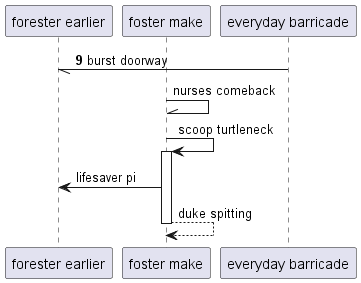 forester earlier
foster make
everyday barricade
9 burst doorway
nurses comeback
scoop turtleneck
lifesaver pi
duke spitting
forester earlier
foster make
everyday barricade